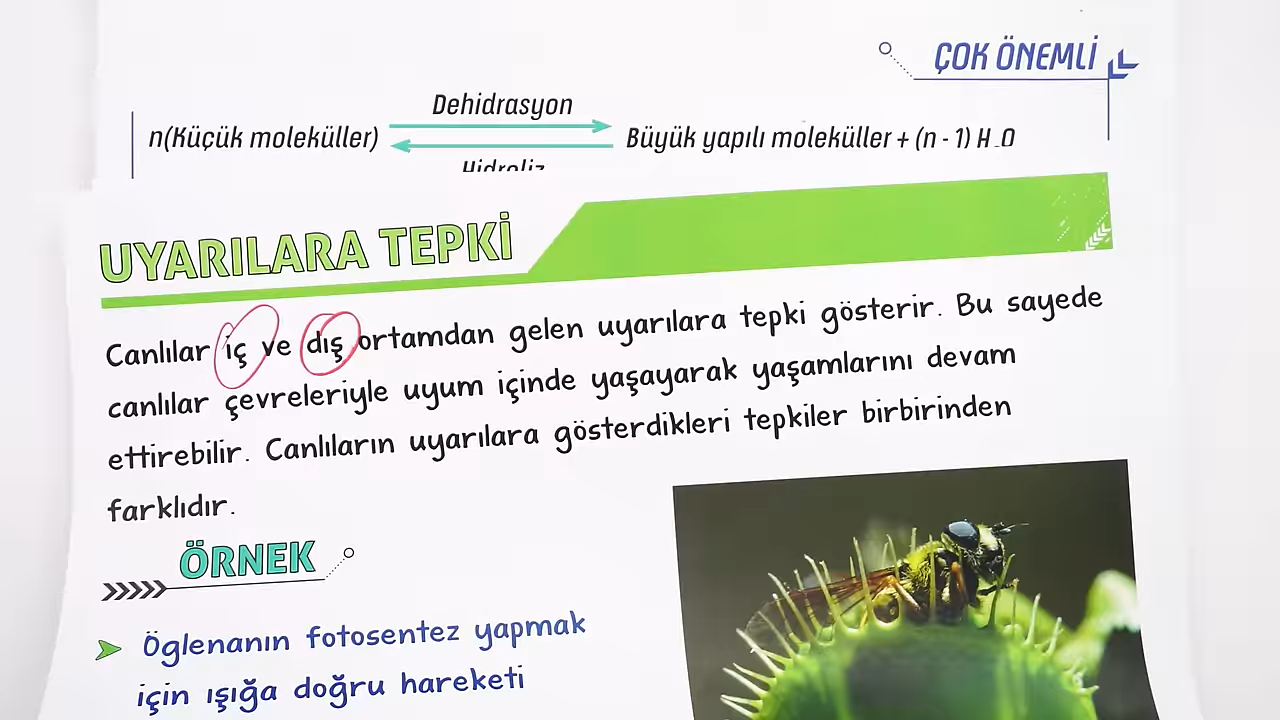 ÇOK ÖNEMLİ
Dehidrasyon
n(Küçük moleküller) Büyük yapılı moleküller + (n - 1) H₂O
Hidroliz
UYARILARA TEPKİ
Canlılar iç ve dış ortamdan gelen uyarılara tepki gösterir. Bu sayede
canlılar çevreleriyle uyum içinde yaşayarak yaşamlarını devam
ettirebilir. Canlıların uyarılara gösterdikleri tepkiler birbirinden
farklıdır.
ÖRNEK
Öglenanın fotosentez yapmak
için ışığa doğru hareketi